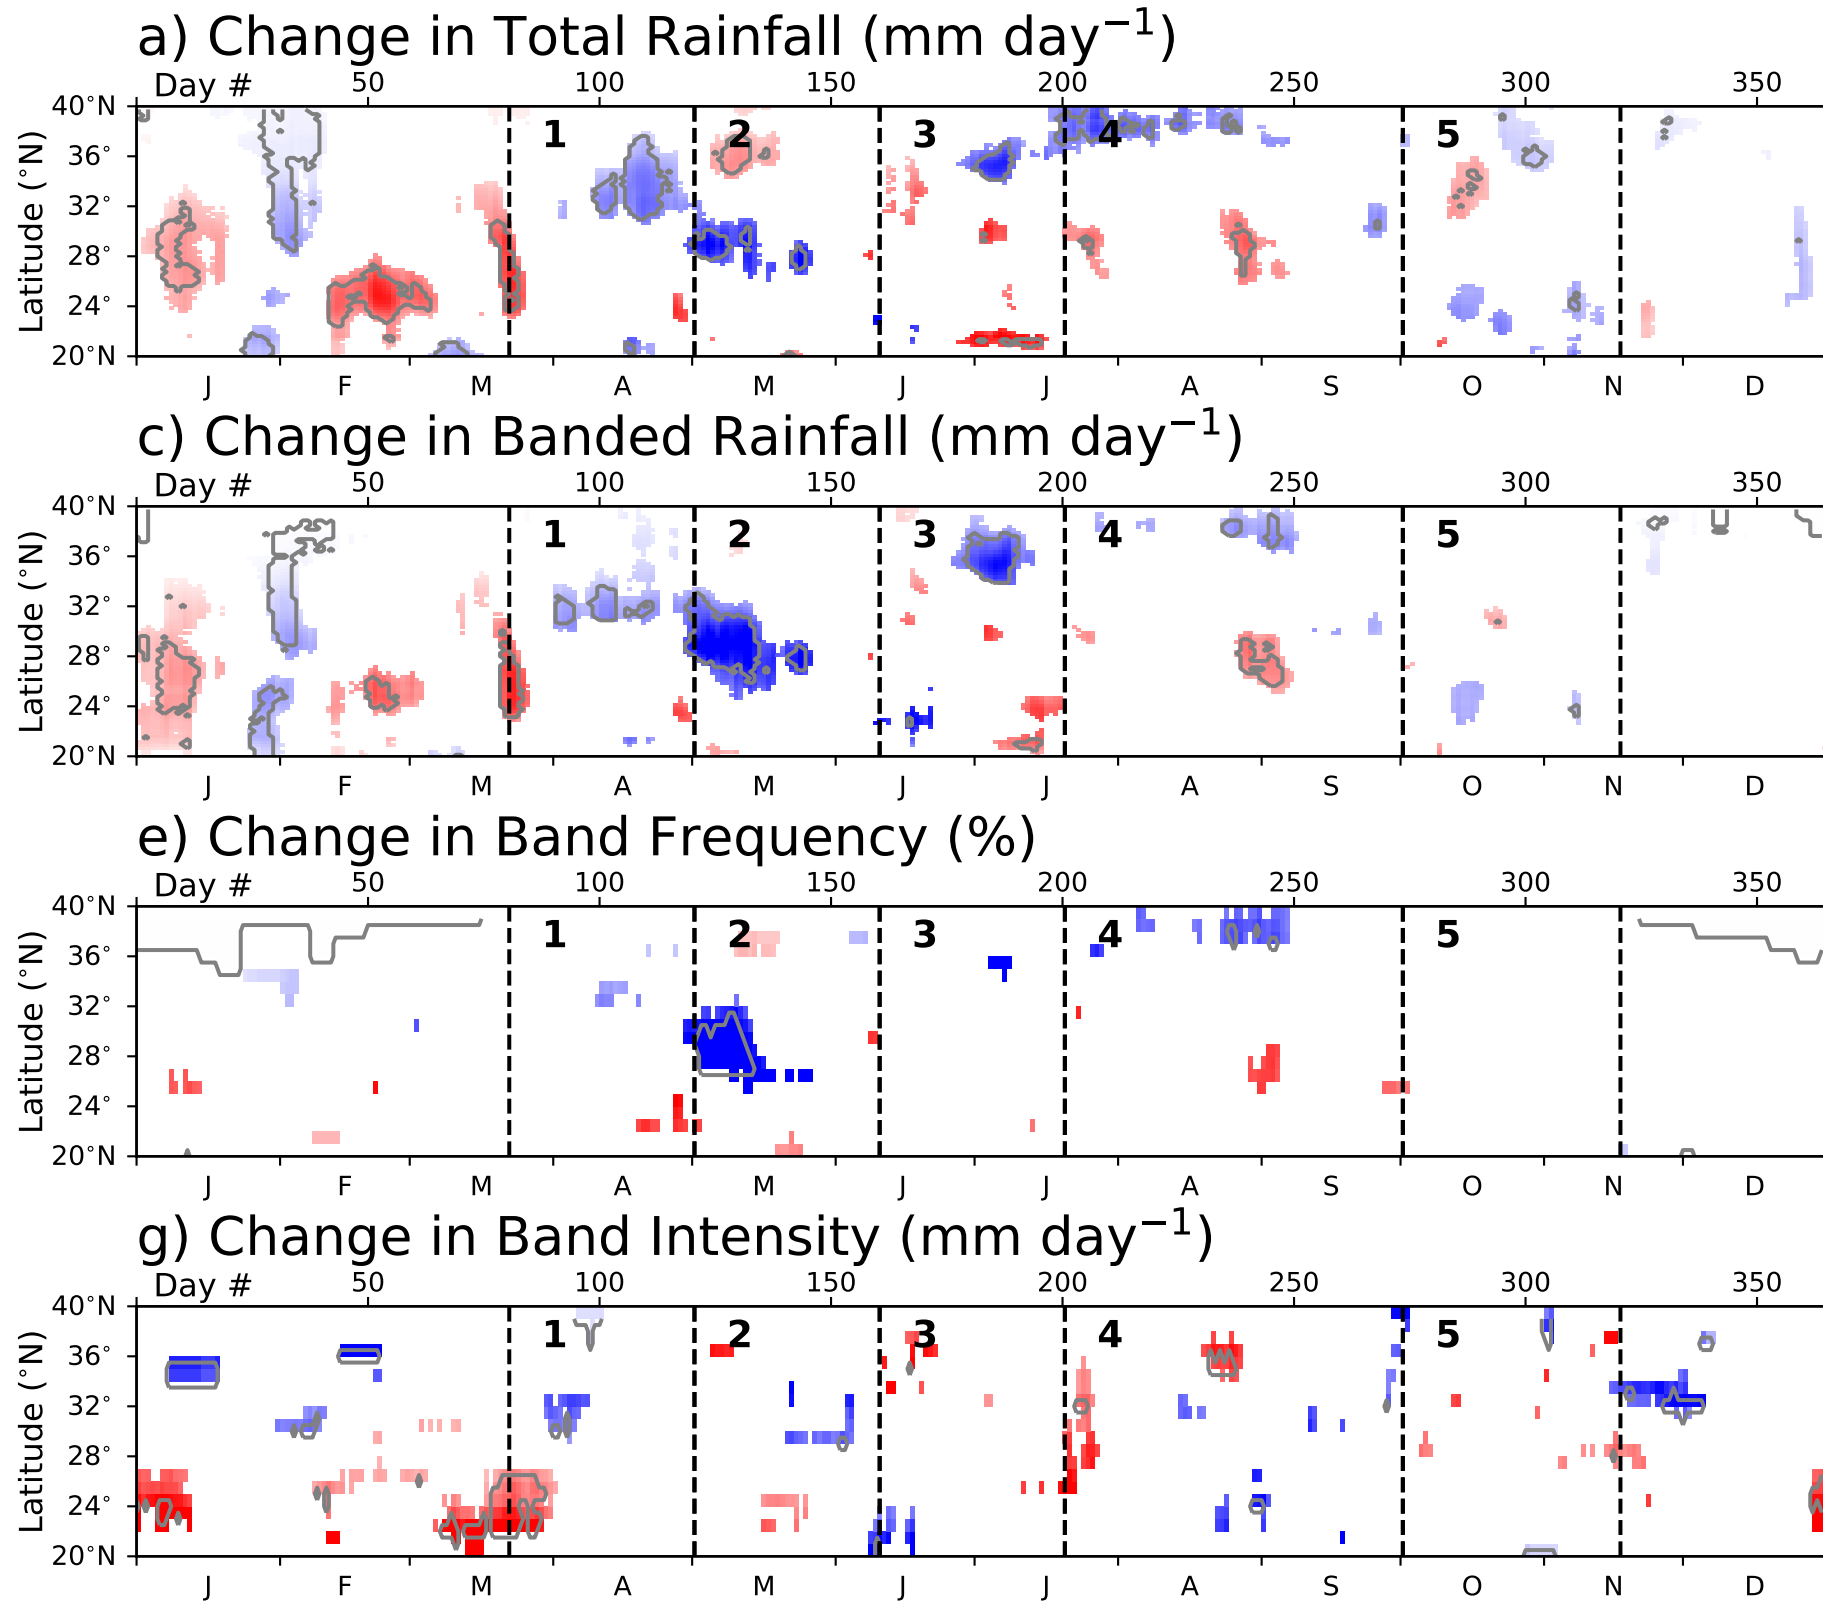 a) Change in Total Rainfall (mm day⁻¹)
Day # 50 100 150 200 250 300 350
40°N
36°
32°
28°
24°
20°N
Latitude (°N)
1 2 3 4 5
J F M A M J J A S O N D
c) Change in Banded Rainfall (mm day⁻¹)
Day # 50 100 150 200 250 300 350
40°N
36°
32°
28°
24°
20°N
Latitude (°N)
1 2 3 4 5
J F M A M J J A S O N D
e) Change in Band Frequency (%)
Day # 50 100 150 200 250 300 350
40°N
36°
32°
28°
24°
20°N
Latitude (°N)
1 2 3 4 5
J F M A M J J A S O N D
g) Change in Band Intensity (mm day⁻¹)
Day # 50 100 150 200 250 300 350
40°N
36°
32°
28°
24°
20°N
Latitude (°N)
1 2 3 4 5
J F M A M J J A S O N D